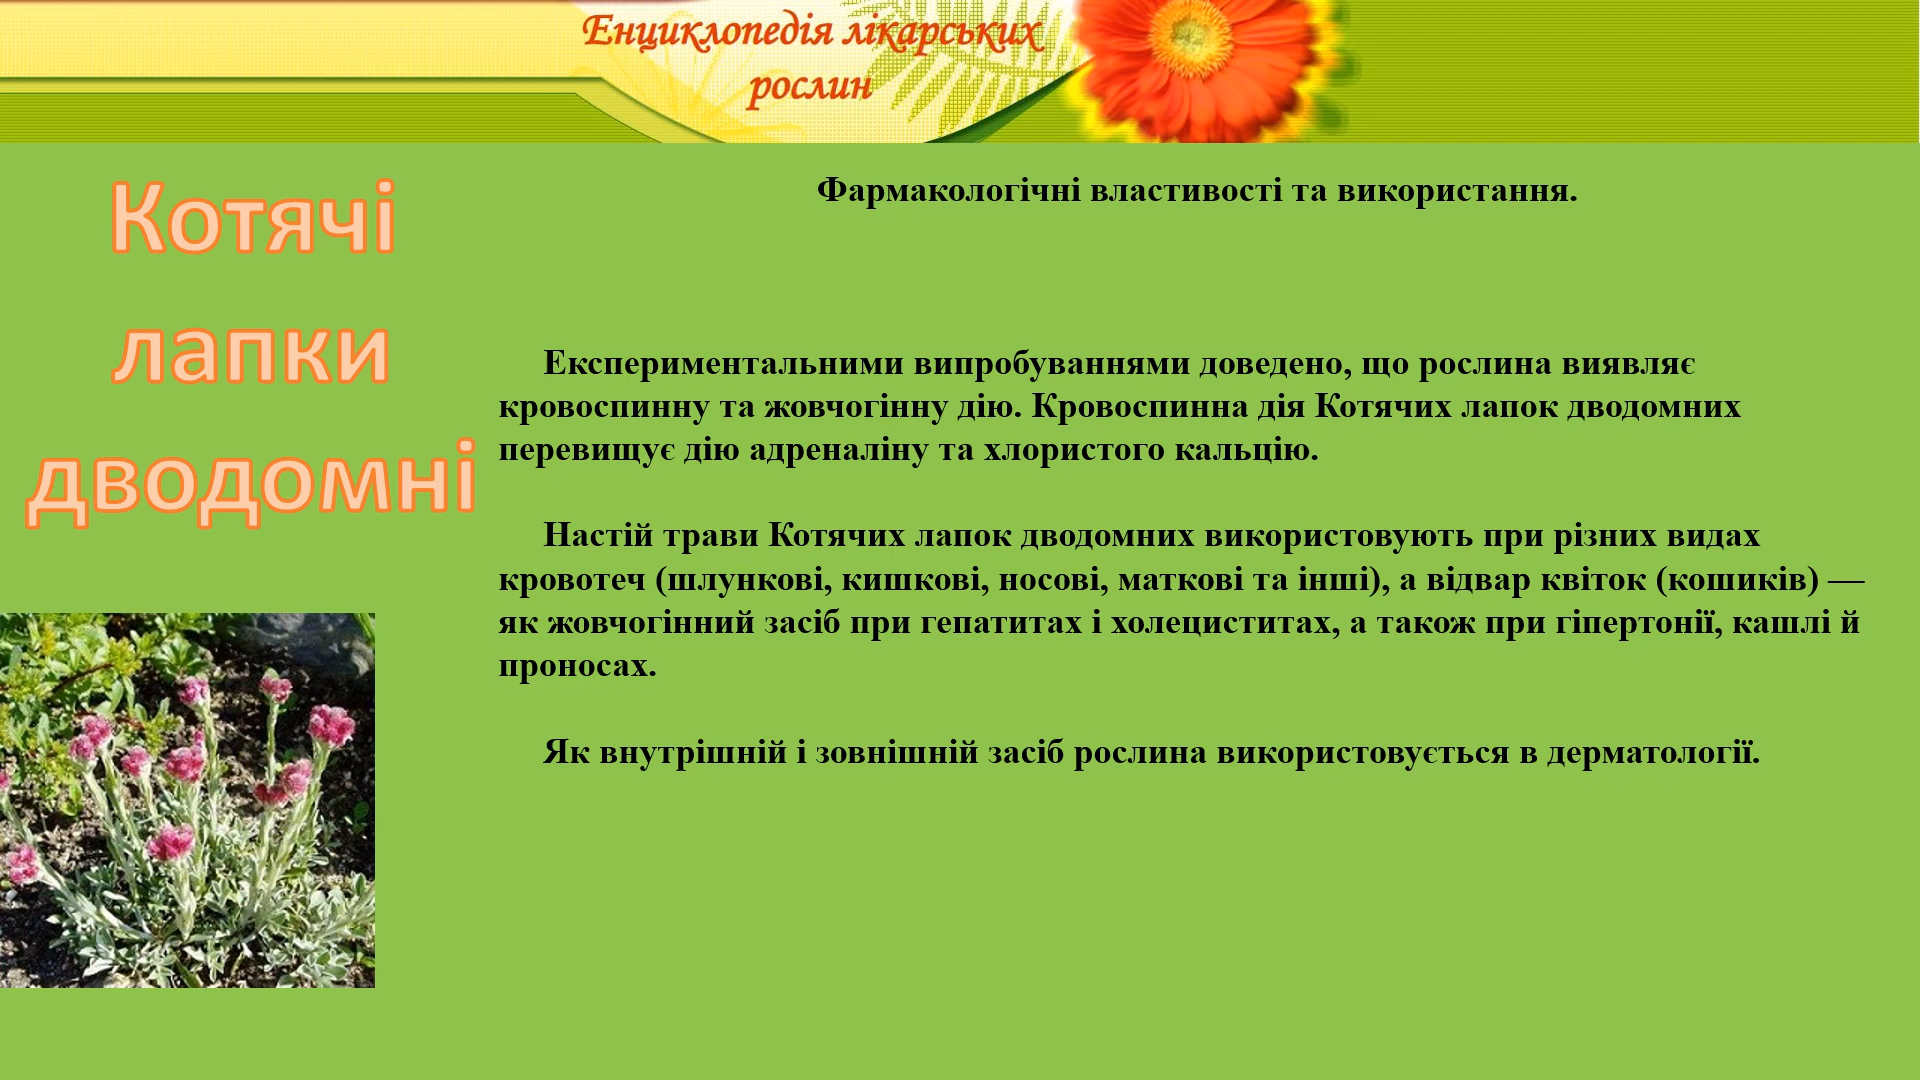 Енциклопедія лікарських
рослин
Котячі
лапки
дводомні
Фармакологічні властивості та використання.
Експериментальними випробуваннями доведено, що рослина виявляє
кровоспинну та жовчогінну дію. Кровоспинна дія Котячих лапок дводомних
перевищує дію адреналіну та хлористого кальцію.
Настій трави Котячих лапок дводомних використовують при різних видах
кровотеч (шлункові, кишкові, носові, маткові та інші), а відвар квіток (кошиків) —
як жовчогінний засіб при гепатитах і холециститах, а також при гіпертонії, кашлі й
проносах.
Як внутрішній і зовнішній засіб рослина використовується в дерматології.